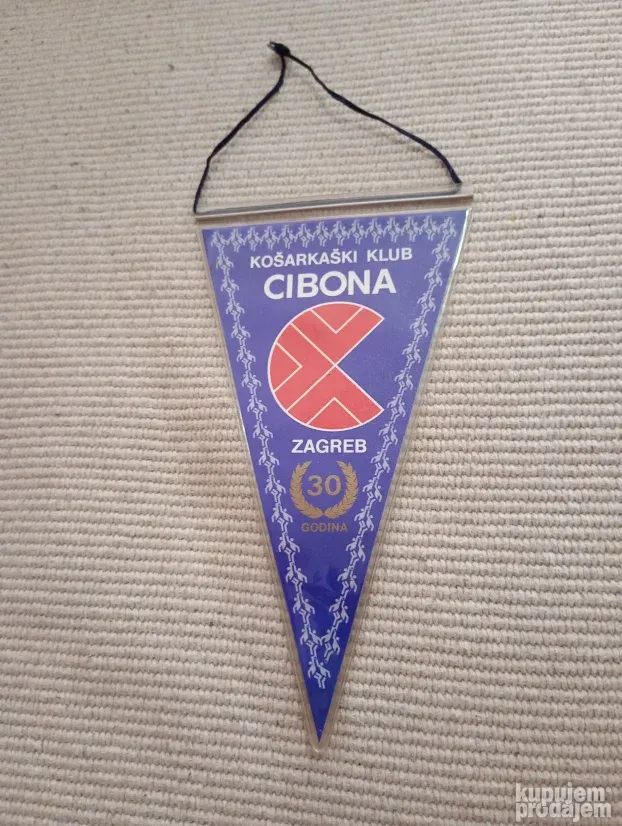 KOŠARKAŠKI KLUB
CIBONA
ZAGREB
30
GODINA
kupujem
prodajem